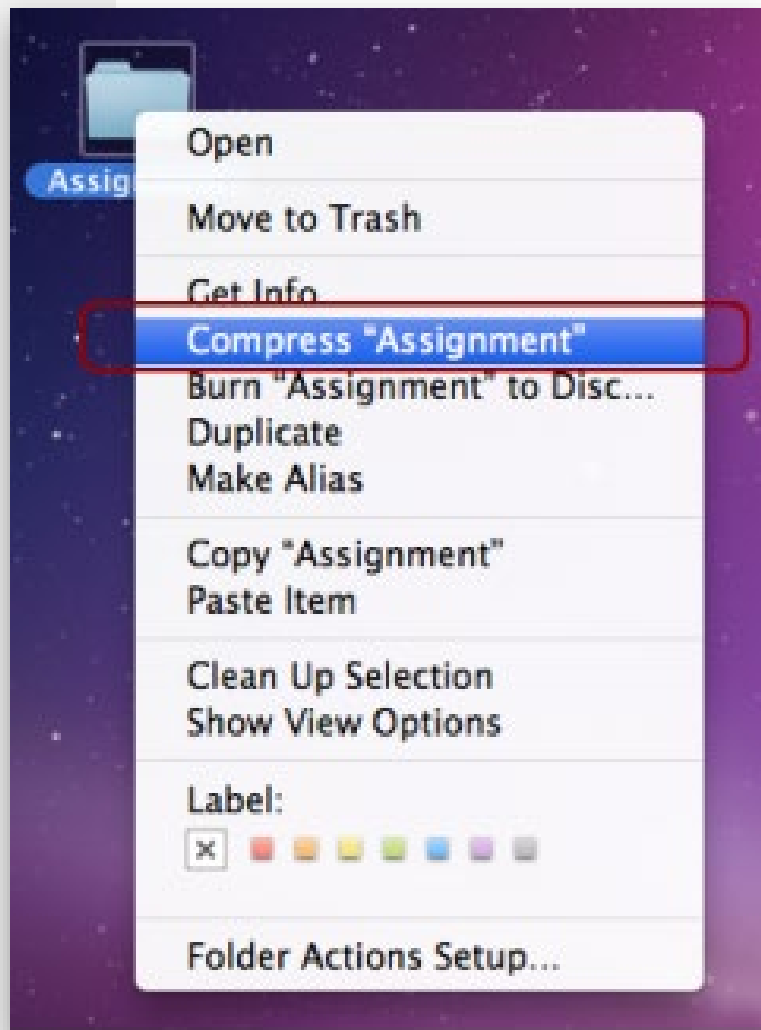 Assig
Open
Move to Trash
Get Info
Compress "Assignment"
Burn "Assignment" to Disc...
Duplicate
Make Alias
Copy "Assignment"
Paste Item
Clean Up Selection
Show View Options
Label:
x
Folder Actions Setup...